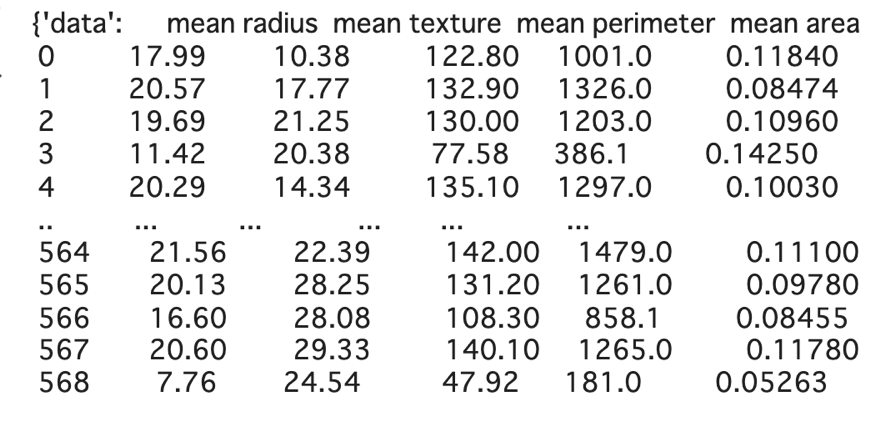 {'data': mean radius mean texture mean perimeter mean area
0 17.99 10.38 122.80 1001.0 0.11840
1 20.57 17.77 132.90 1326.0 0.08474
2 19.69 21.25 130.00 1203.0 0.10960
3 11.42 20.38 77.58 386.1 0.14250
4 20.29 14.34 135.10 1297.0 0.10030
.. ... ... ... ... ...
564 21.56 22.39 142.00 1479.0 0.11100
565 20.13 28.25 131.20 1261.0 0.09780
566 16.60 28.08 108.30 858.1 0.08455
567 20.60 29.33 140.10 1265.0 0.11780
568 7.76 24.54 47.92 181.0 0.05263